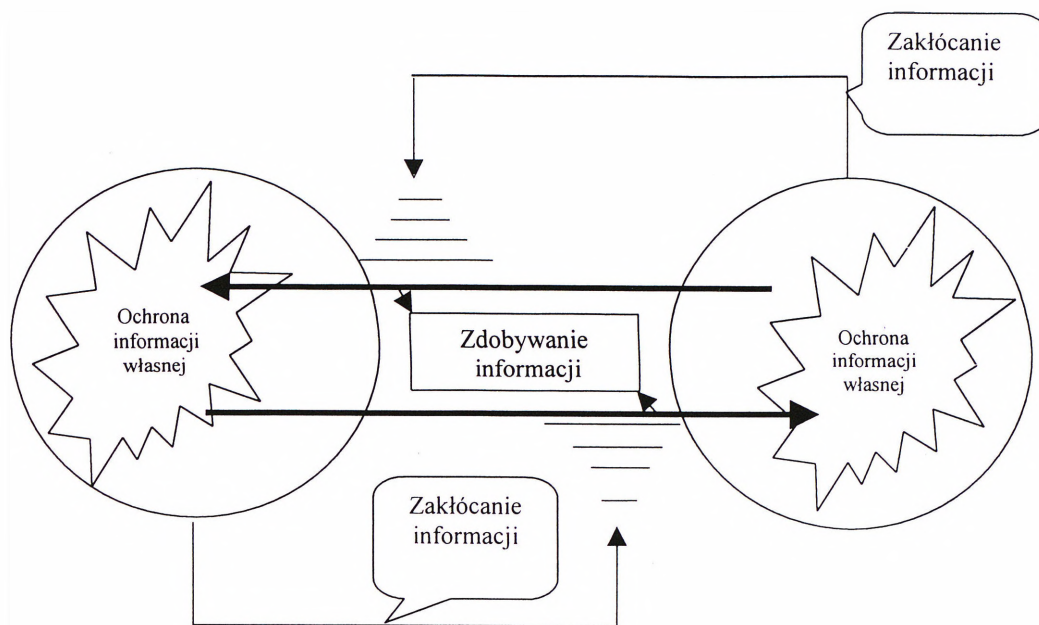 Zakłócanie
informacji
Ochrona
informacji
własnej
Zdobywanie
informacji
Ochrona
informacji
własnej
Zakłócanie
informacji